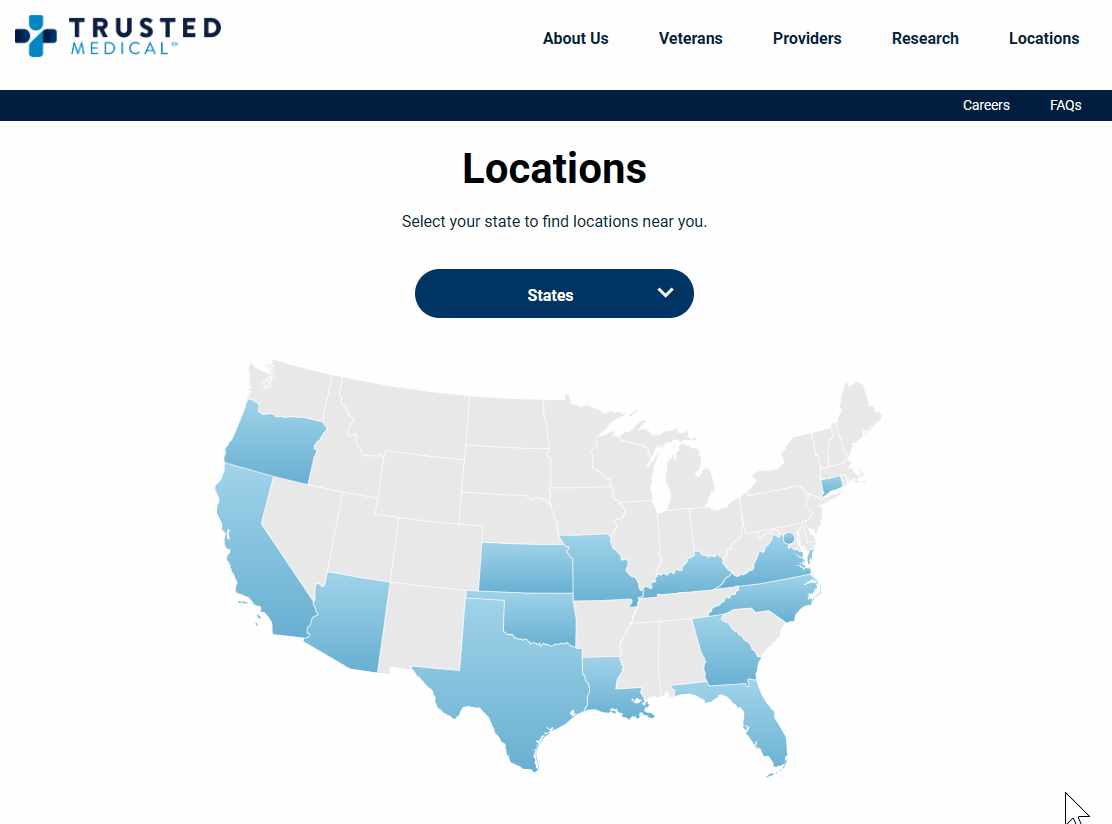 TRUSTED
MEDICAL℠
About Us
Veterans
Providers
Research
Locations
Careers
FAQs
Locations
Select your state to find locations near you.
States